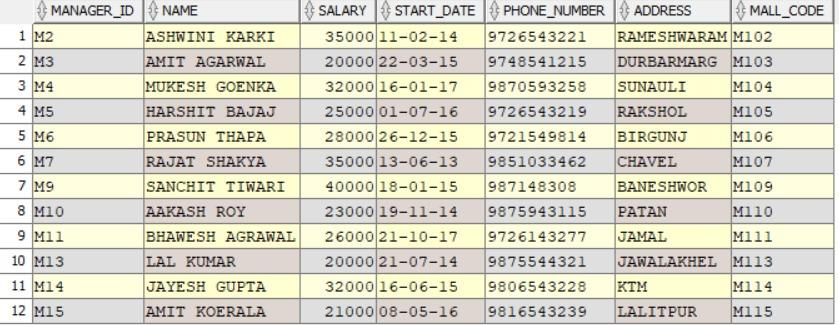 MANAGER_ID NAME SALARY START_DATE PHONE_NUMBER ADDRESS MALL_CODE
1 M2 ASHWINI KARKI 35000 11-02-14 9726543221 RAMESHWARAM M102
2 M3 AMIT AGARWAL 20000 22-03-15 9748541215 DURBARMARG M103
3 M4 MUKESH GOENKA 32000 16-01-17 9870593258 SUNAULI M104
4 M5 HARSHIT BAJAJ 25000 01-07-16 9726543219 RAKSHOL M105
5 M6 PRASUN THAPA 28000 26-12-15 9721549814 BIRGUNJ M106
6 M7 RAJAT SHAKYA 35000 13-06-13 9851033462 CHAVEL M107
7 M9 SANCHIT TIWARI 40000 18-01-15 987148308 BANESHWOR M109
8 M10 AAKASH ROY 23000 19-11-14 9875943115 PATAN M110
9 M11 BHAWESH AGRAWAL 26000 21-10-17 9726143277 JAMAL M111
10 M13 LAL KUMAR 20000 21-07-14 9875544321 JAWALAKHEL M113
11 M14 JAYESH GUPTA 32000 16-06-15 9806543228 KTM M114
12 M15 AMIT KOERALA 21000 08-05-16 9816543239 LALITPUR M115